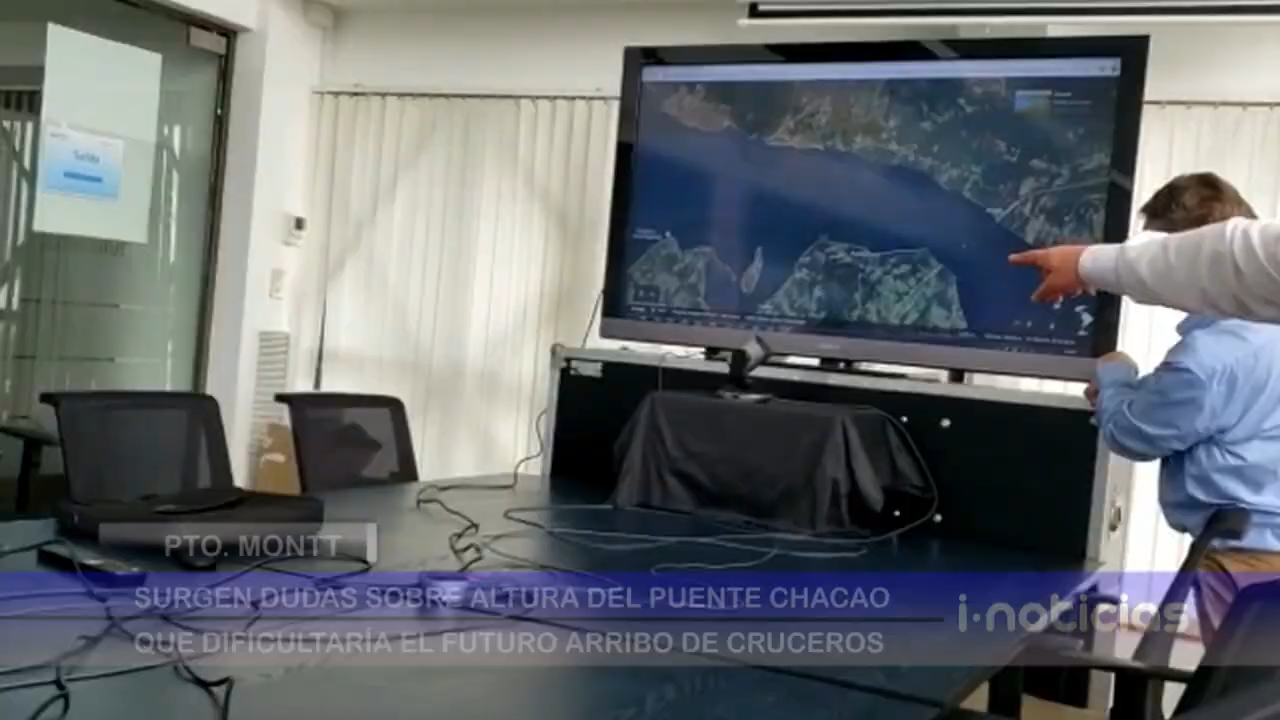 PTO. MONTT
SURGEN DUDAS SOBRE ALTURA DEL PUENTE CHACAO
QUE DIFICULTARÍA EL FUTURO ARRIBO DE CRUCEROS
i·noticias